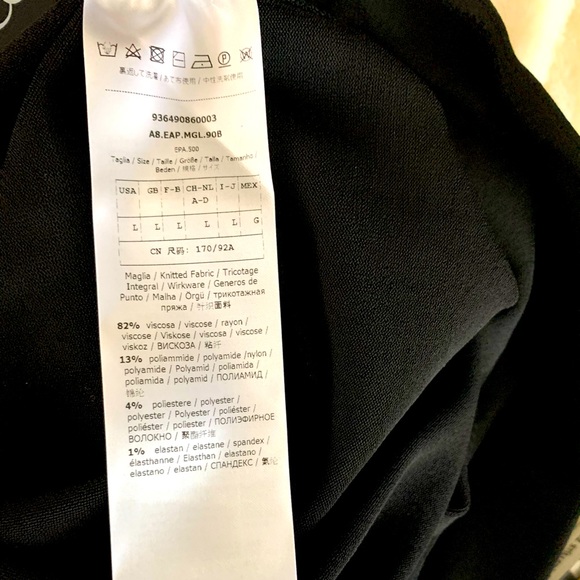 裏返して洗濯/あて布使用/中性洗剤使用
936490860003
A8.EAP.MGL.90B
EPA.500
Taglia / Size / Taille / Größe / Talla / Tamanho /
Beden / 规格 / サイズ
USA GB F-B CH-NL I-J MEX
A-D
L L L L L G
CN 尺码: 170/92A
Maglia / Knitted Fabric / Tricotage
Integral / Wirkware / Generos de
Punto / Malha / Örgü / трикотажная
пряжа / 针织面料
82% viscosa / viscose / rayon /
viscose / Viskose / viscosa / viscose /
viskoz / ВИСКОЗА / 粘纤
13% poliammide / polyamide /nylon /
polyamide / Polyamid / poliamida /
poliamida / polyamid / ПОЛИАМИД /
锦纶
4% poliestere / polyester /
polyester / Polyester / poliéster /
poliéster / poliester / ПОЛИЭФИРНОЕ
ВОЛОКНО / 聚酯纤维
1% elastan / elastane / spandex /
élasthanne / Elasthan / elastano /
elastano / elastan / СПАНДЕКС / 氨纶